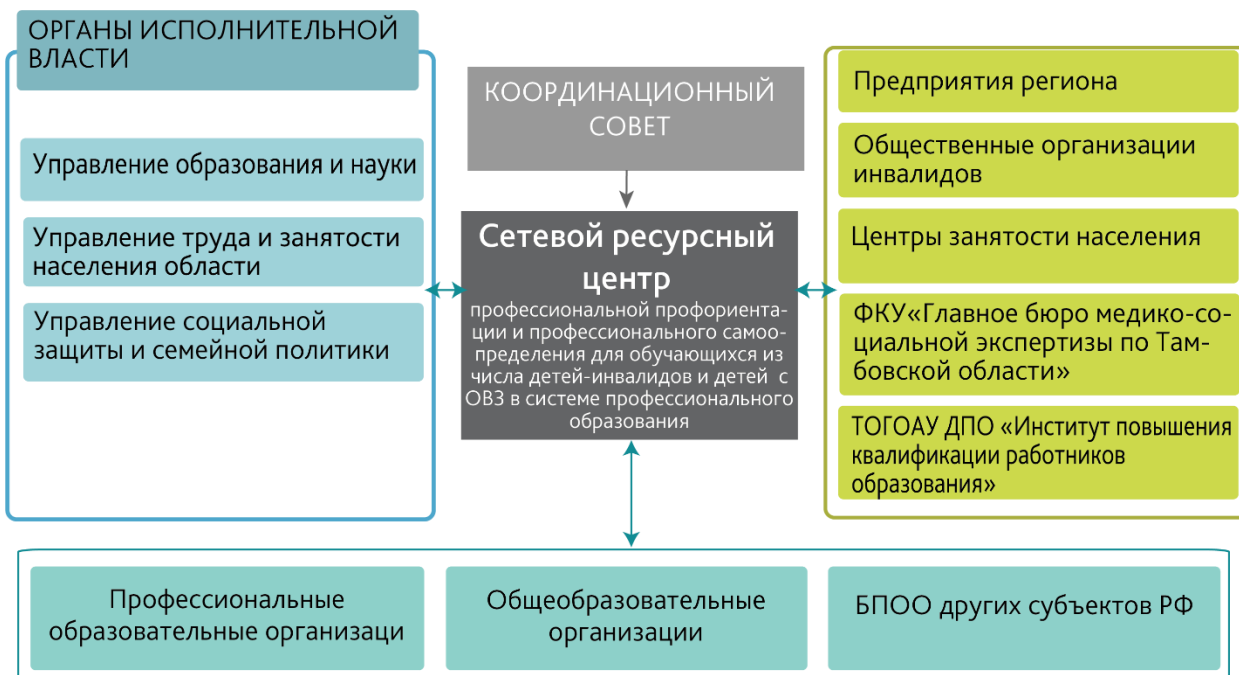 ОРГАНЫ ИСПОЛНИТЕЛЬНОЙ
ВЛАСТИ
Управление образования и науки
Управление труда и занятости
населения области
Управление социальной
защиты и семейной политики
КООРДИНАЦИОННЫЙ
СОВЕТ
Сетевой ресурсный
центр
профессиональной профориента-
ции и профессионального самоо-
пределения для обучающихся из
числа детей-инвалидов и детей с
ОВЗ в системе профессионального
образования
Предприятия региона
Общественные организации
инвалидов
Центры занятости населения
ФКУ«Главное бюро медико-со-
циальной экспертизы по Там-
бовской области»
ТОГОАУ ДПО «Институт повышения
квалификации работников
образования»
Профессиональные
образовательные организаци
Общеобразовательные
организации
БПОО других субъектов РФ